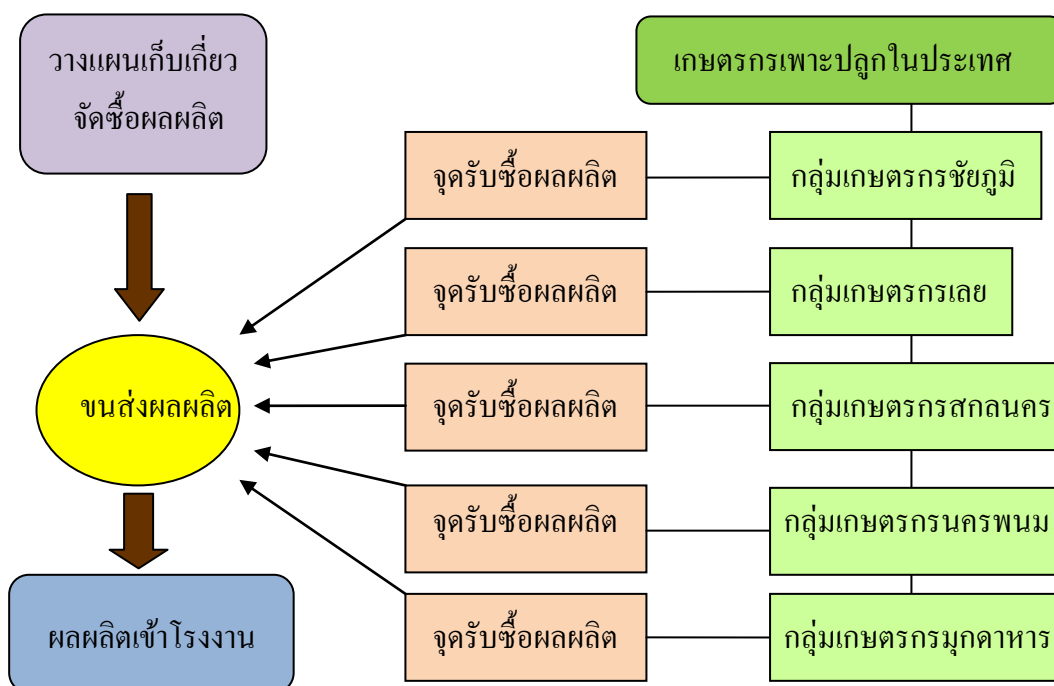 วางแผนเก็บเกี่ยว
จัดซื้อผลผลิต
เกษตรกรเพาะปลูกในประเทศ
จุดรับซื้อผลผลิต
กลุ่มเกษตรกรชัยภูมิ
จุดรับซื้อผลผลิต
กลุ่มเกษตรกรเลย
ขนส่งผลผลิต
จุดรับซื้อผลผลิต
กลุ่มเกษตรกรสกลนคร
จุดรับซื้อผลผลิต
กลุ่มเกษตรกรนครพนม
ผลผลิตเข้าโรงงาน
จุดรับซื้อผลผลิต
กลุ่มเกษตรกรมุกดาหาร